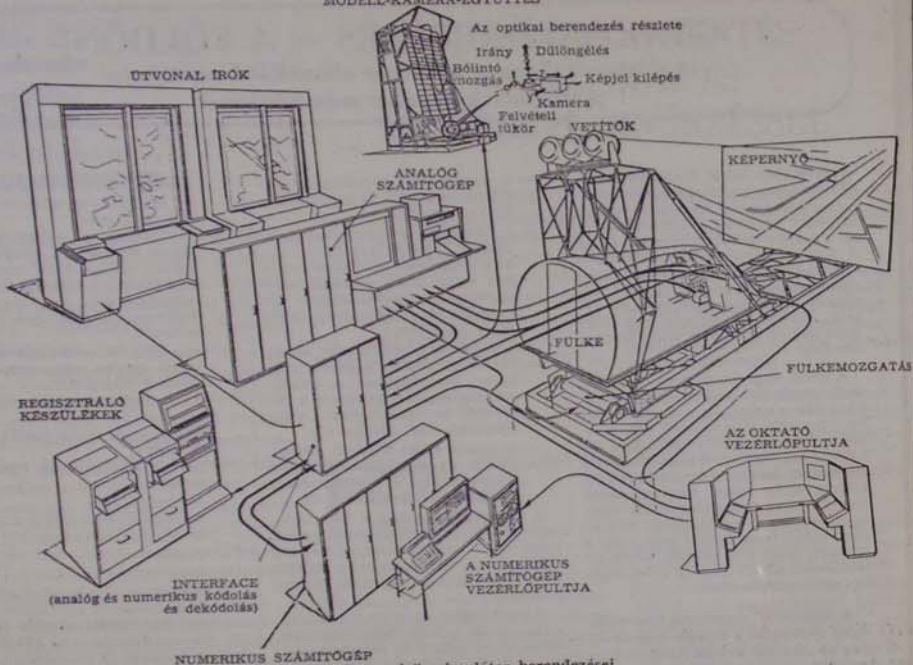 MODELL-KAMERA-EGYÜTTES
Az optikai berendezés részlete
Irány
Dülöngélés
Bólintó
mozgás
Képjel kilépés
Kamera
Felvételi
tükör
ÚTVONAL ÍRÓK
VETÍTŐK
KÉPERNYŐ
ANALÓG
SZÁMÍTÓGÉP
FÜLKE
FÜLKEMOZGATÁS
REGISZTRÁLÓ
KÉSZÜLÉKEK
AZ OKTATÓ
VEZÉRLŐPULTJA
INTERFACE
(analóg és numerikus kódolás
és dekódolás)
A NUMERIKUS
SZÁMÍTÓGÉP
VEZÉRLŐPULTJA
NUMERIKUS SZÁMÍTÓGÉP
berendezései